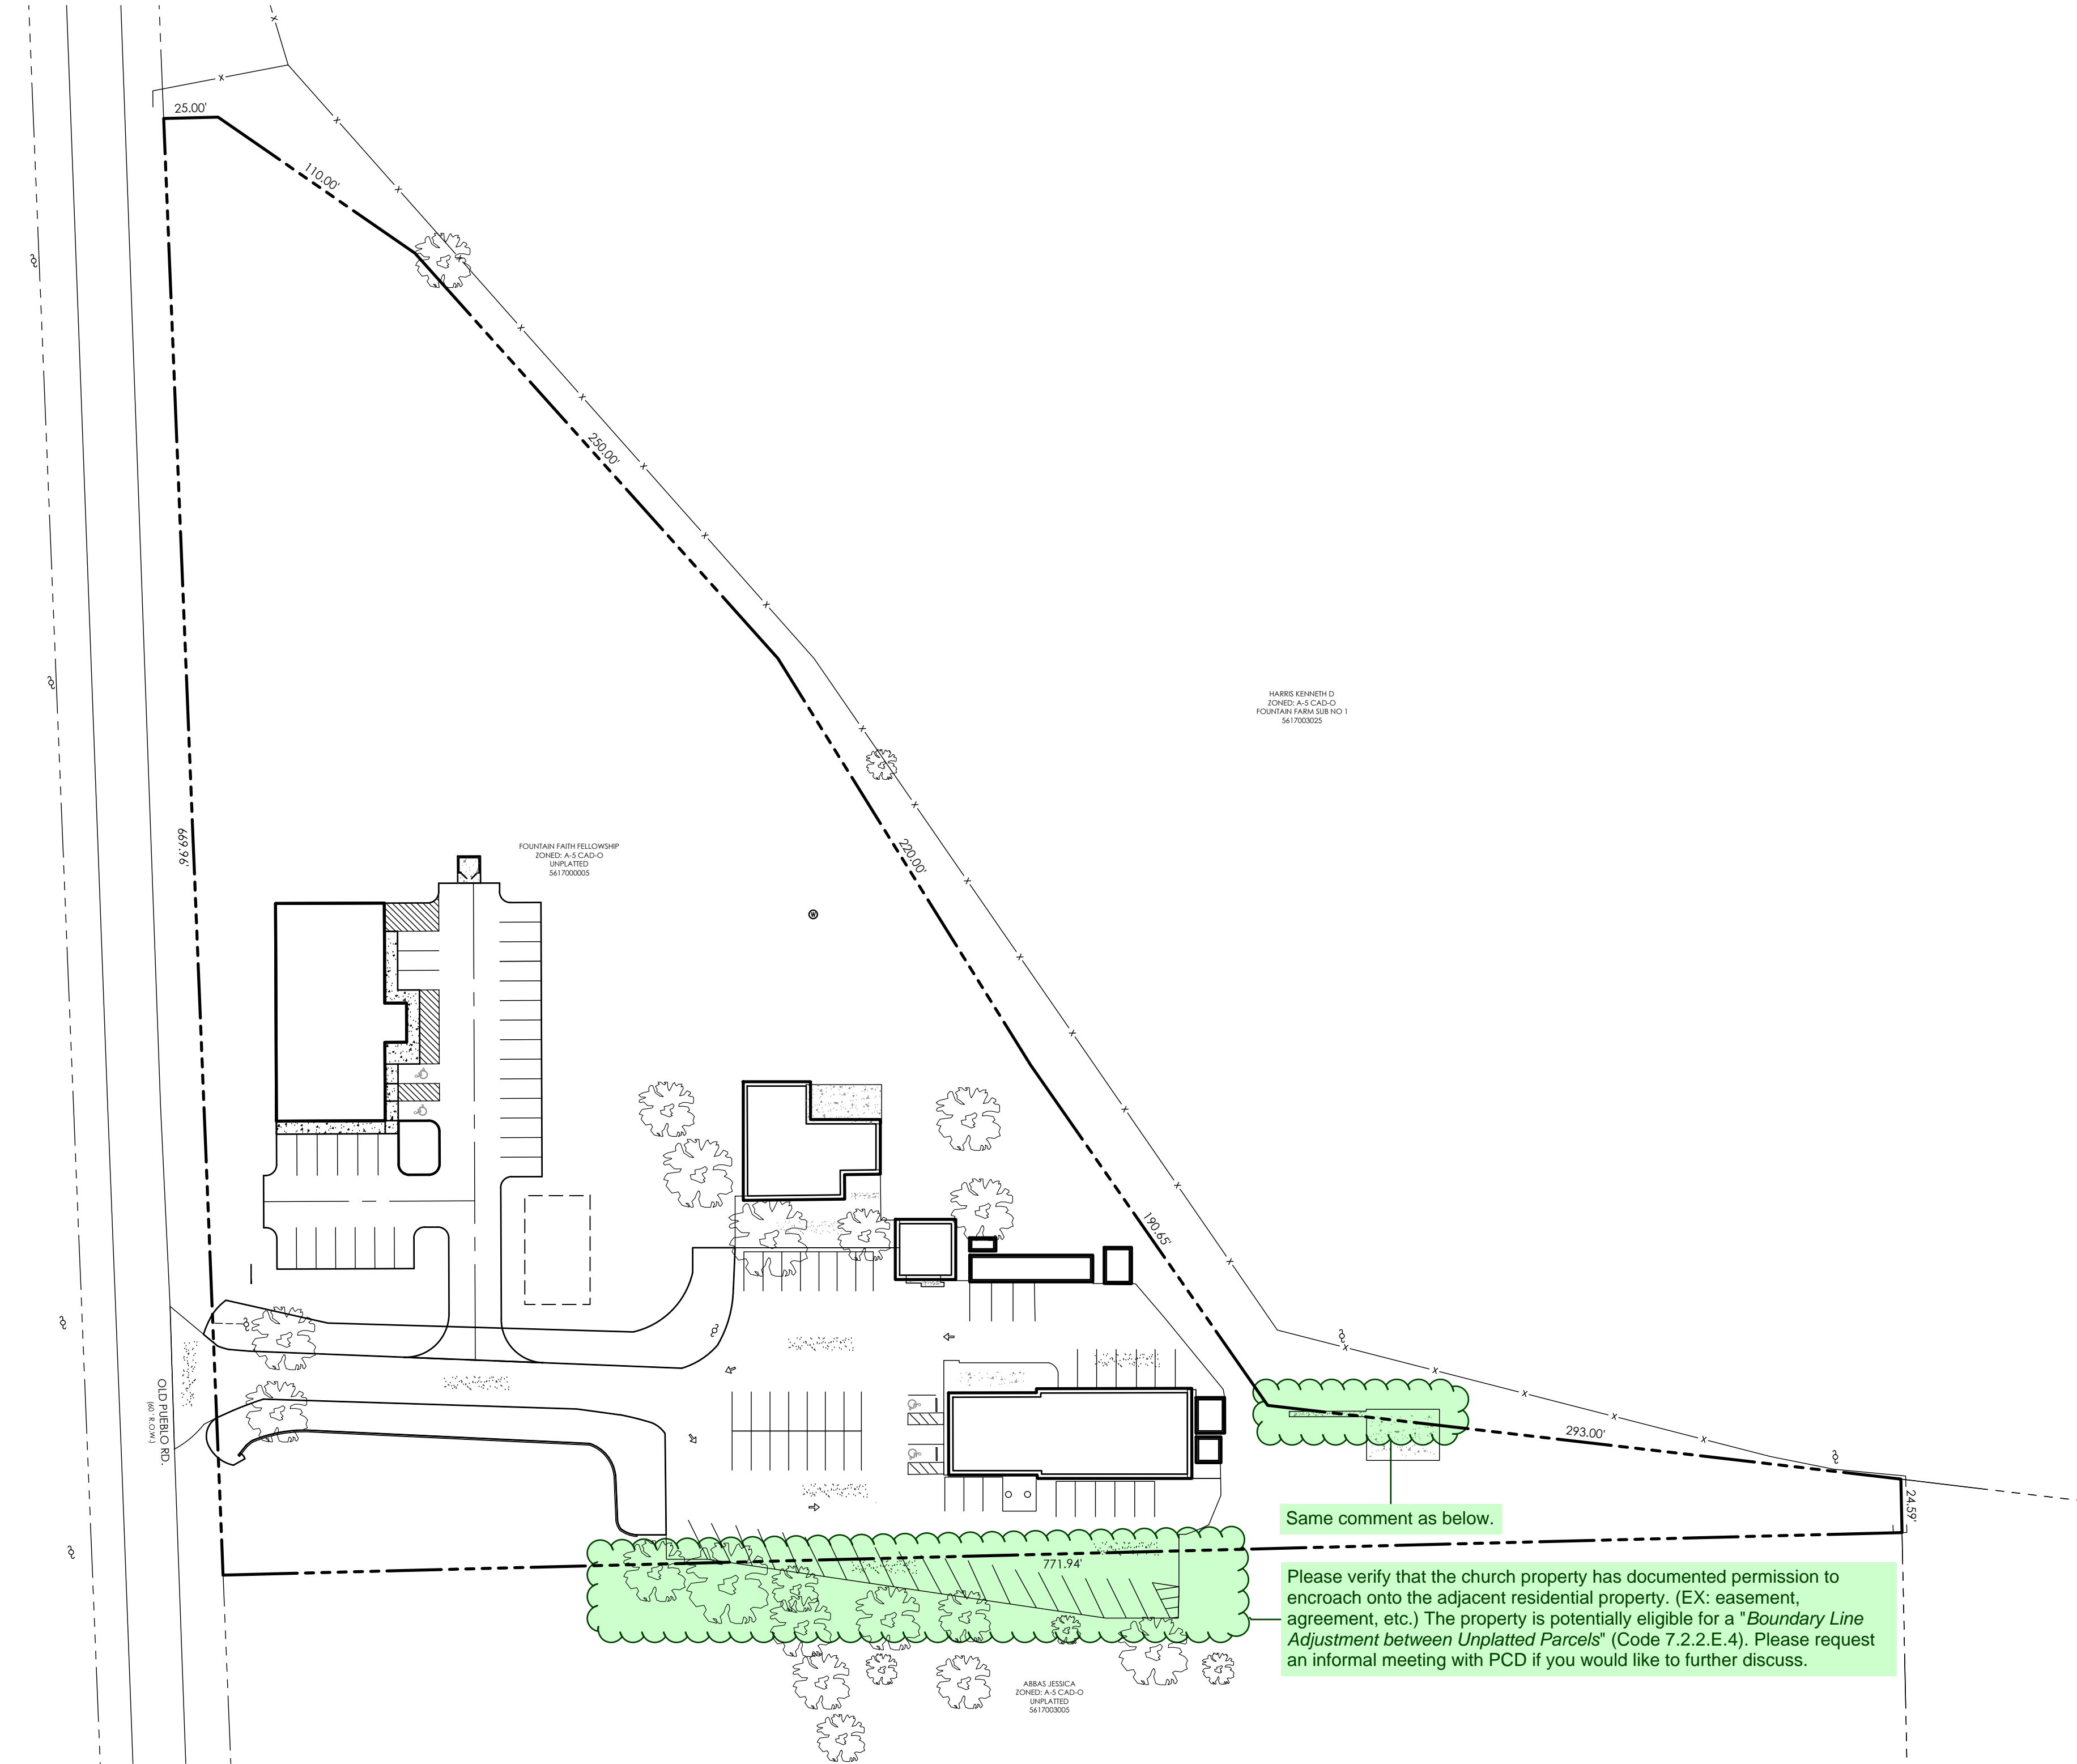 25.00'
110.00'
250.00'
HARRIS KENNETH D
ZONED: A-5 CAD-O
FOUNTAIN FARM SUB NO 1
5617003025
669.96'
FOUNTAIN FAITH FELLOWSHIP
ZONED: A-5 CAD-O
UNPLATTED
5617000005
220.00'
W
190.65'
OLD PUEBLO RD.
(60' R.O.W.)
293.00'
24.59'
Same comment as below.
771.94'
Please verify that the church property has documented permission to
encroach onto the adjacent residential property. (EX: easement,
agreement, etc.) The property is potentially eligible for a "Boundary Line
Adjustment between Unplatted Parcels" (Code 7.2.2.E.4). Please request
an informal meeting with PCD if you would like to further discuss.
ABBAS JESSICA
ZONED: A-5 CAD-O
UNPLATTED
5617003005